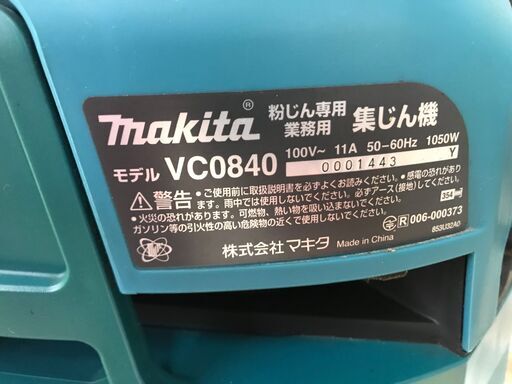 makita®
粉じん専用
業務用
集じん機
モデル VC0840
100V~ 11A 50-60Hz 1050W
0001443 Y
警告
•ご使用前に取扱説明書を必ずよくお読みください。•感電の恐れがあり
ます。雨中では使用しないでください。必ずアース(接地)してください。
•火災の恐れがあります。可燃物、熱い物を吸い込まないでください。
ガソリン等の引火性の高い危険物の近くで使用しないでください。
354
R 006-000373
853U32A0
株式会社 マキタ Made in China